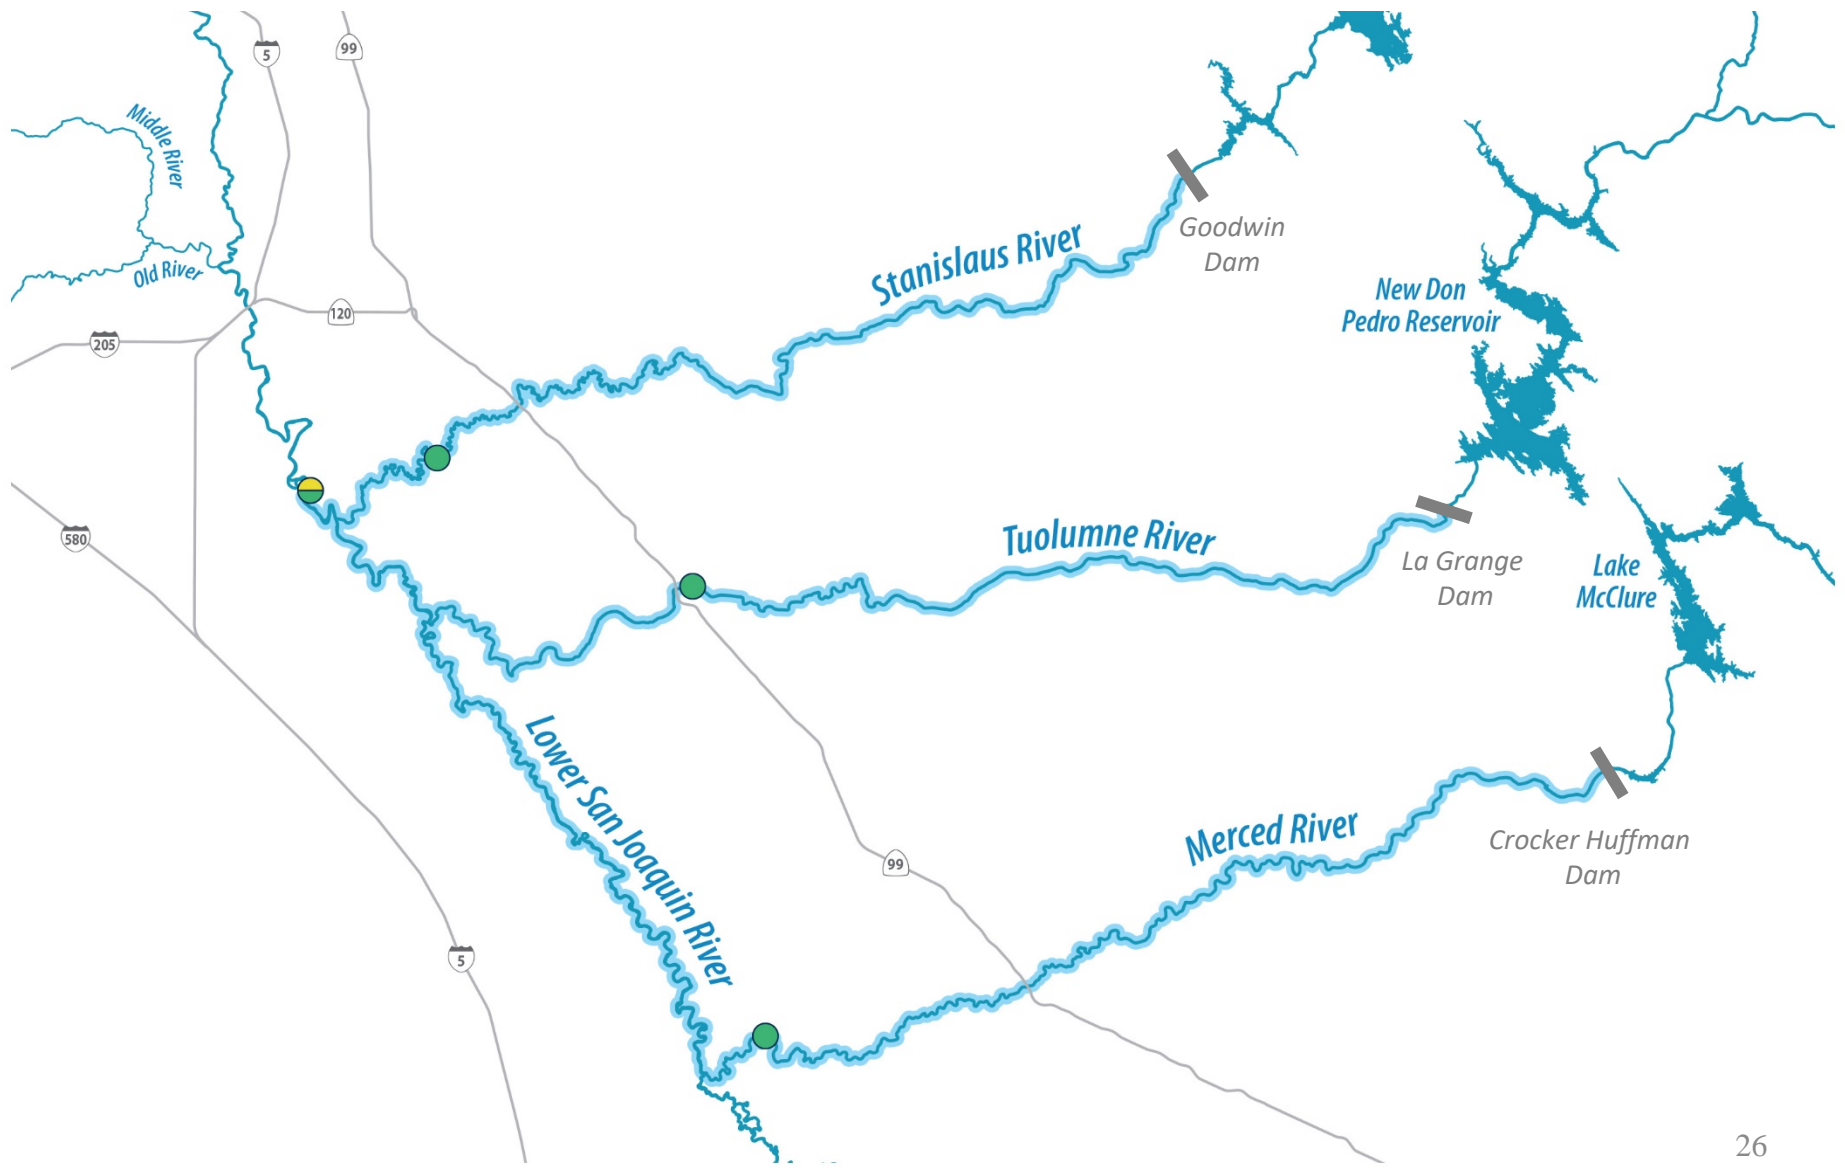 5
99
Middle River
Old River
120
205
Goodwin
Dam
Stanislaus River
New Don
Pedro Reservoir
580
Tuolumne River
La Grange
Dam
Lake
McClure
Lower San Joaquin River
Merced River
Crocker Huffman
Dam
99
5
26